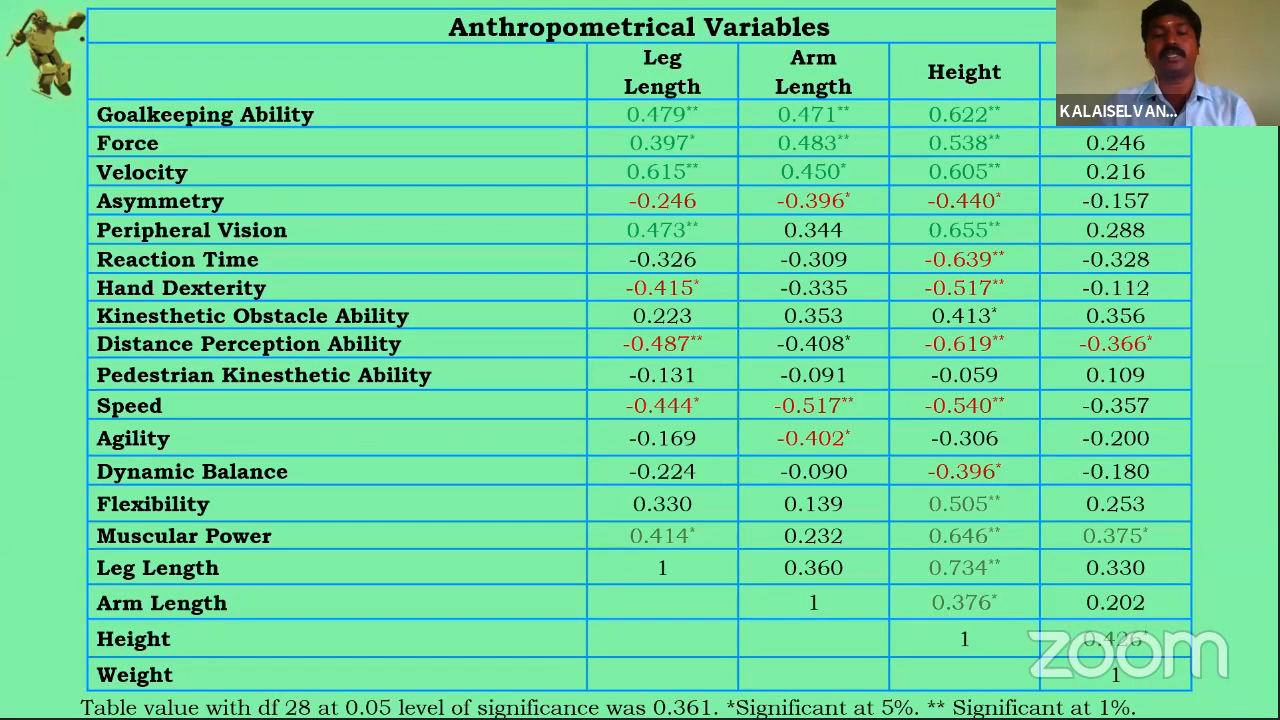 Anthropometrical Variables
Leg Length Arm Length Height
Goalkeeping Ability 0.479** 0.471** 0.622**
Force 0.397* 0.483** 0.538** 0.246
Velocity 0.615** 0.450* 0.605** 0.216
Asymmetry -0.246 -0.396* -0.440* -0.157
Peripheral Vision 0.473** 0.344 0.655** 0.288
Reaction Time -0.326 -0.309 -0.639** -0.328
Hand Dexterity -0.415* -0.335 -0.517** -0.112
Kinesthetic Obstacle Ability 0.223 0.353 0.413* 0.356
Distance Perception Ability -0.487** -0.408* -0.619** -0.366*
Pedestrian Kinesthetic Ability -0.131 -0.091 -0.059 0.109
Speed -0.444* -0.517** -0.540** -0.357
Agility -0.169 -0.402* -0.306 -0.200
Dynamic Balance -0.224 -0.090 -0.396* -0.180
Flexibility 0.330 0.139 0.505** 0.253
Muscular Power 0.414* 0.232 0.646** 0.375*
Leg Length 1 0.360 0.734** 0.330
Arm Length 1 0.376* 0.202
Height 1 0.426*
Weight 1
Table value with df 28 at 0.05 level of significance was 0.361. *Significant at 5%. ** Significant at 1%.
KALAISELVAN...
zoom